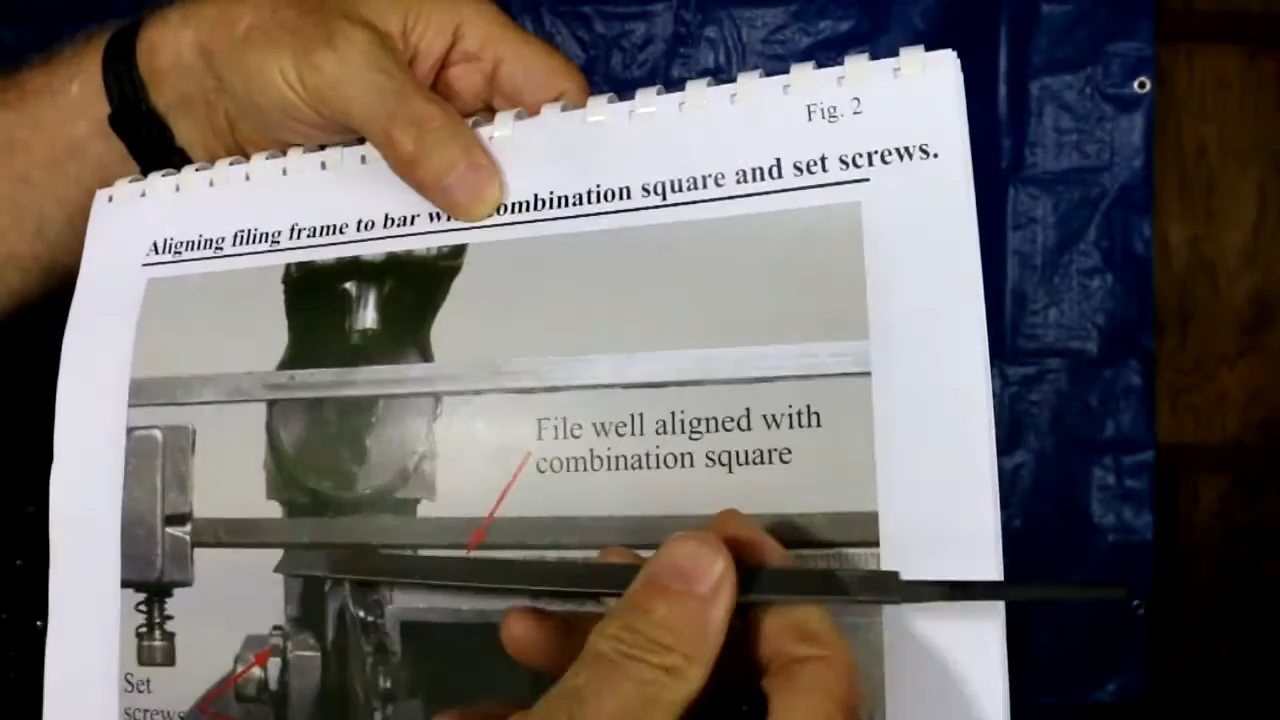 Fig. 2
Aligning filing frame to bar combination square and set screws.
File well aligned with
combination square
Set
screws